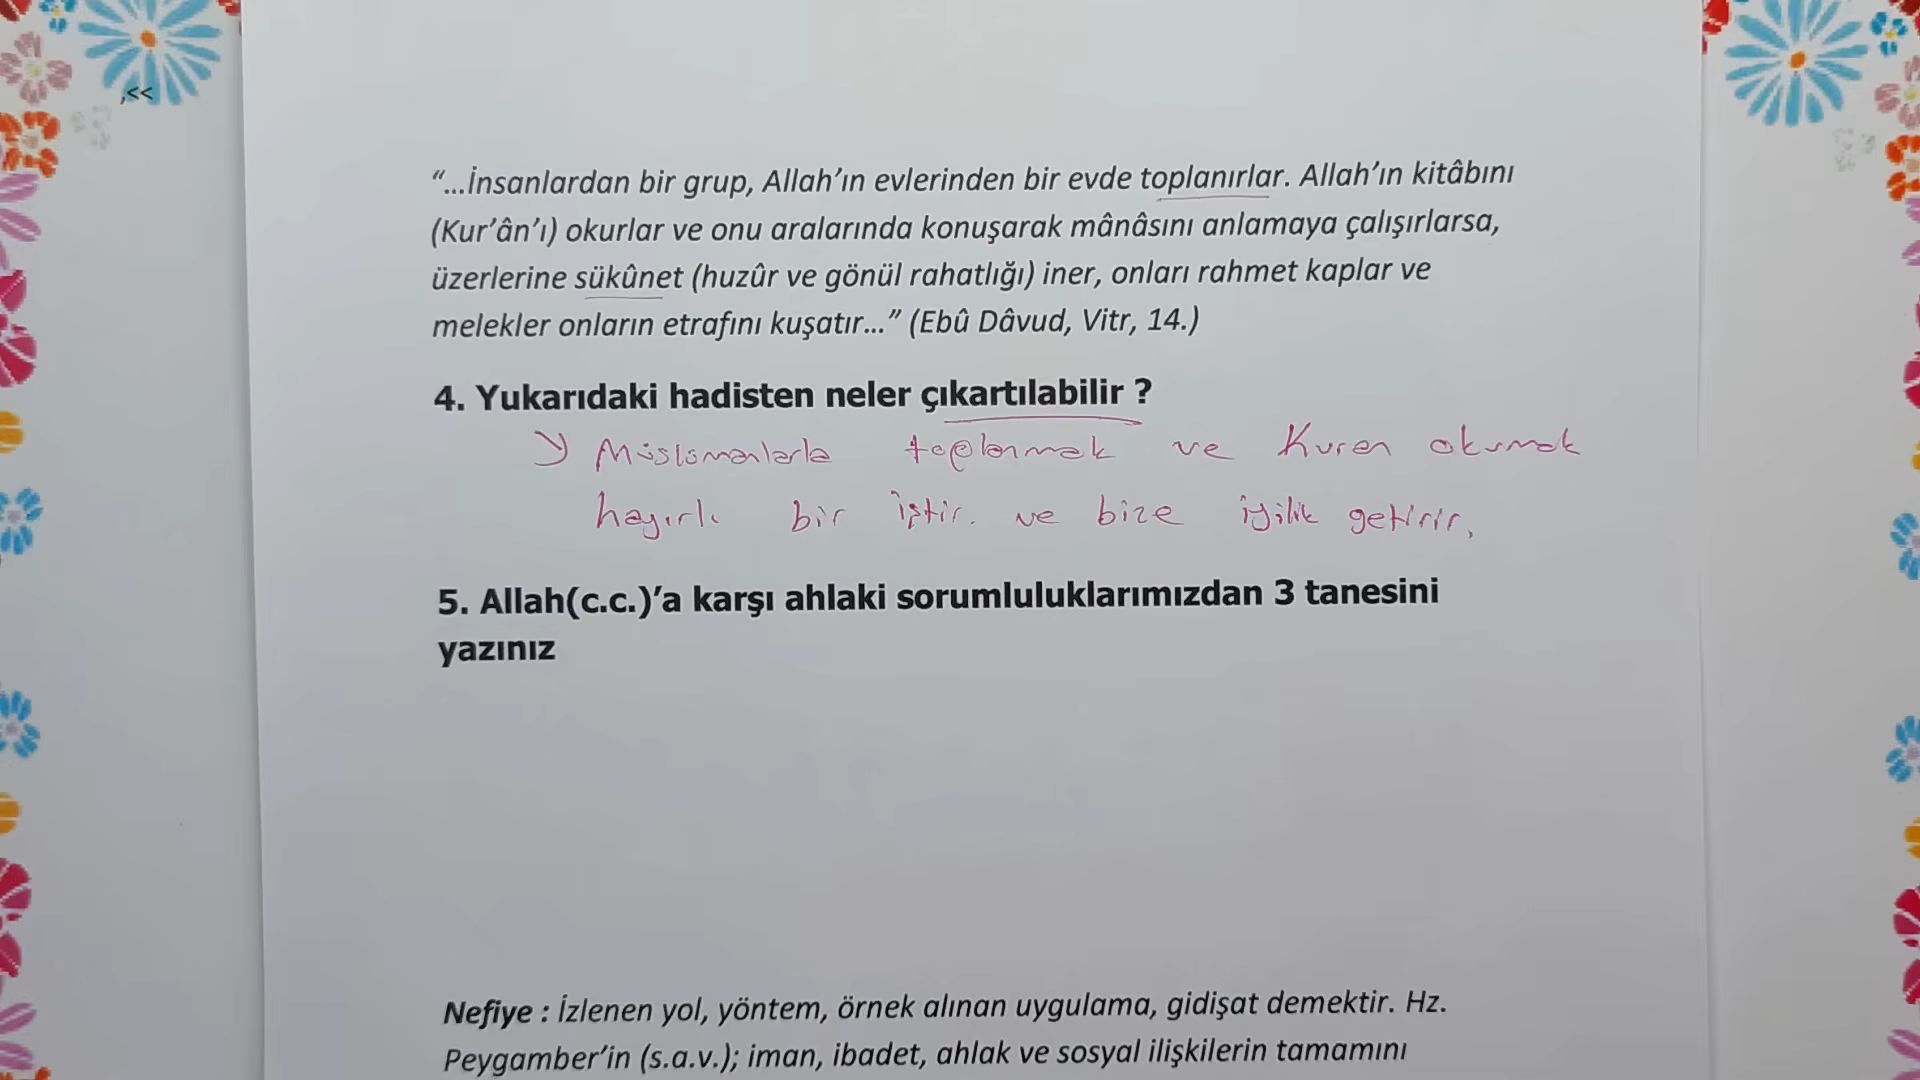 ,<<
“...İnsanlardan bir grup, Allah’ın evlerinden bir evde toplanırlar. Allah’ın kitâbını
(Kur’ân’ı) okurlar ve onu aralarında konuşarak mânâsını anlamaya çalışırlarsa,
üzerlerine sükûnet (huzûr ve gönül rahatlığı) iner, onları rahmet kaplar ve
melekler onların etrafını kuşatır...” (Ebû Dâvud, Vitr, 14.)
4. Yukarıdaki hadisten neler çıkartılabilir ?
Müslümanlarla toplanmak ve Kuran okumak
hayırlı bir iştir. ve bize iyilik getirir.
5. Allah(c.c.)’a karşı ahlaki sorumluluklarımızdan 3 tanesini
yazınız
Nefiye : İzlenen yol, yöntem, örnek alınan uygulama, gidişat demektir. Hz.
Peygamber’in (s.a.v.); iman, ibadet, ahlak ve sosyal ilişkilerin tamamını